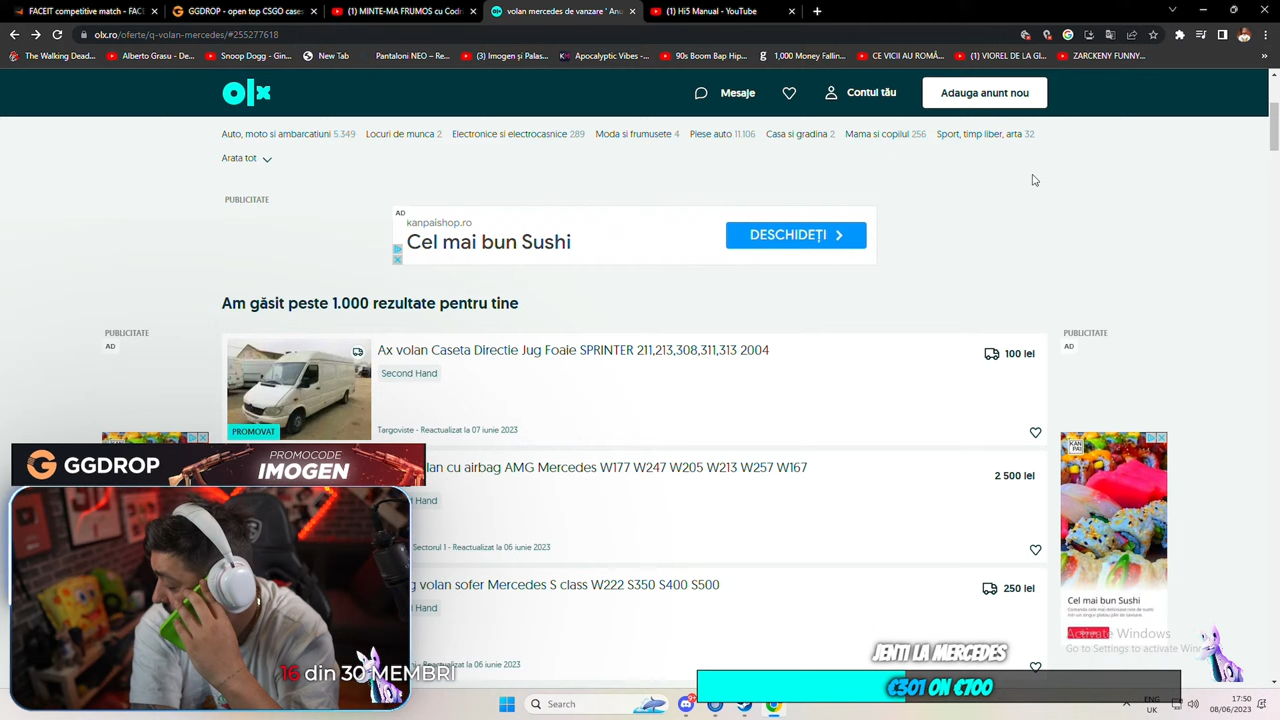 FACEIT competitive match - FAC
GGDROP - open top CSGO cases
(1) MINTE-MA FRUMOS cu Cod
volan mercedes de vanzare ' Anu
(1) Hi5 Manual - YouTube
olx.ro/oferte/q-volan-mercedes/#255277618
The Walking Dead...
Alberto Grasu - De...
Snoop Dogg - Gin...
New Tab
Pantaloni NEO – Re...
(3) Imogen și Palas...
Apocalyptic Vibes -...
90s Boom Bap Hip...
1,000 Money Fallin...
CE VICII AU ROMÂ...
(1) VIOREL DE LA GI...
ZARCKENY FUNNY...
olx
Mesaje
Contul tău
Adauga anunt nou
Auto, moto si ambarcatiuni 5.349
Locuri de munca 2
Electronice si electrocasnice 289
Moda si frumusete 4
Piese auto 11.106
Casa si gradina 2
Mama si copilul 256
Sport, timp liber, arta 32
Arata tot
PUBLICITATE
AD
kanpaishop.ro
Cel mai bun Sushi
DESCHIDEȚI
Am găsit peste 1.000 rezultate pentru tine
PUBLICITATE
AD
PUBLICITATE
AD
Ax volan Caseta Directie Jug Foaie SPRINTER 211,213,308,311,313 2004
100 lei
Second Hand
PROMOVAT
Targoviste - Reactualizat la 07 iunie 2023
GGDROP
PROMOCODE
IMOGEN
lan cu airbag AMG Mercedes W177 W247 W205 W213 W257 W167
2 500 lei
Hand
Sectorul 1 - Reactualizat la 06 iunie 2023
g volan sofer Mercedes S class W222 S350 S400 S500
250 lei
Hand
i - Reactualizat la 06 iunie 2023
KAN
PAI
Cel mai bun Sushi
16 din 30 MEMBRI
JENTI LA MERCEDES
€301 ON €700
Activate Windows
Go to Settings to activate Win
Search
ENG
UK
17:50
08/06/2023